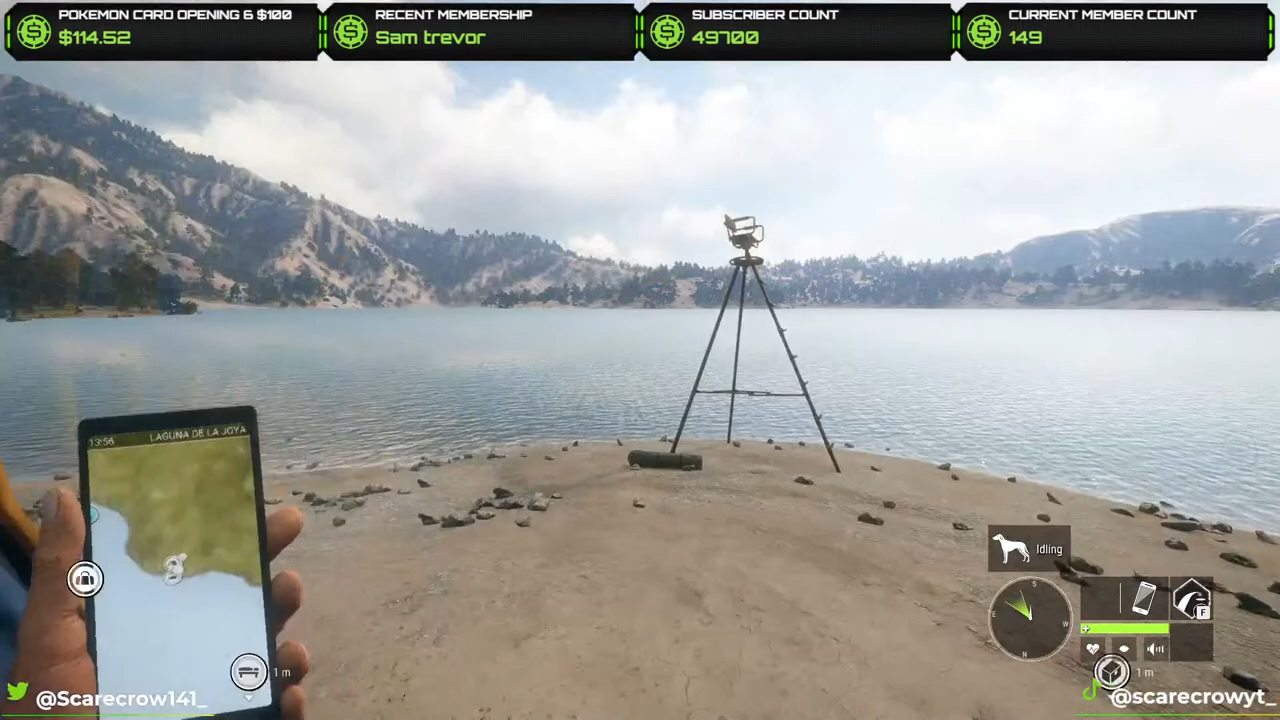 POKEMON CARD OPENING & $100
$114.52
RECENT MEMBERSHIP
Sam trevor
SUBSCRIBER COUNT
49700
CURRENT MEMBER COUNT
149
13:56 LAGUNA DE LA JOYA
Idling
S
E
W
N
F
1 m
1 m
@Scarecrow141_
@scarecrowyt_